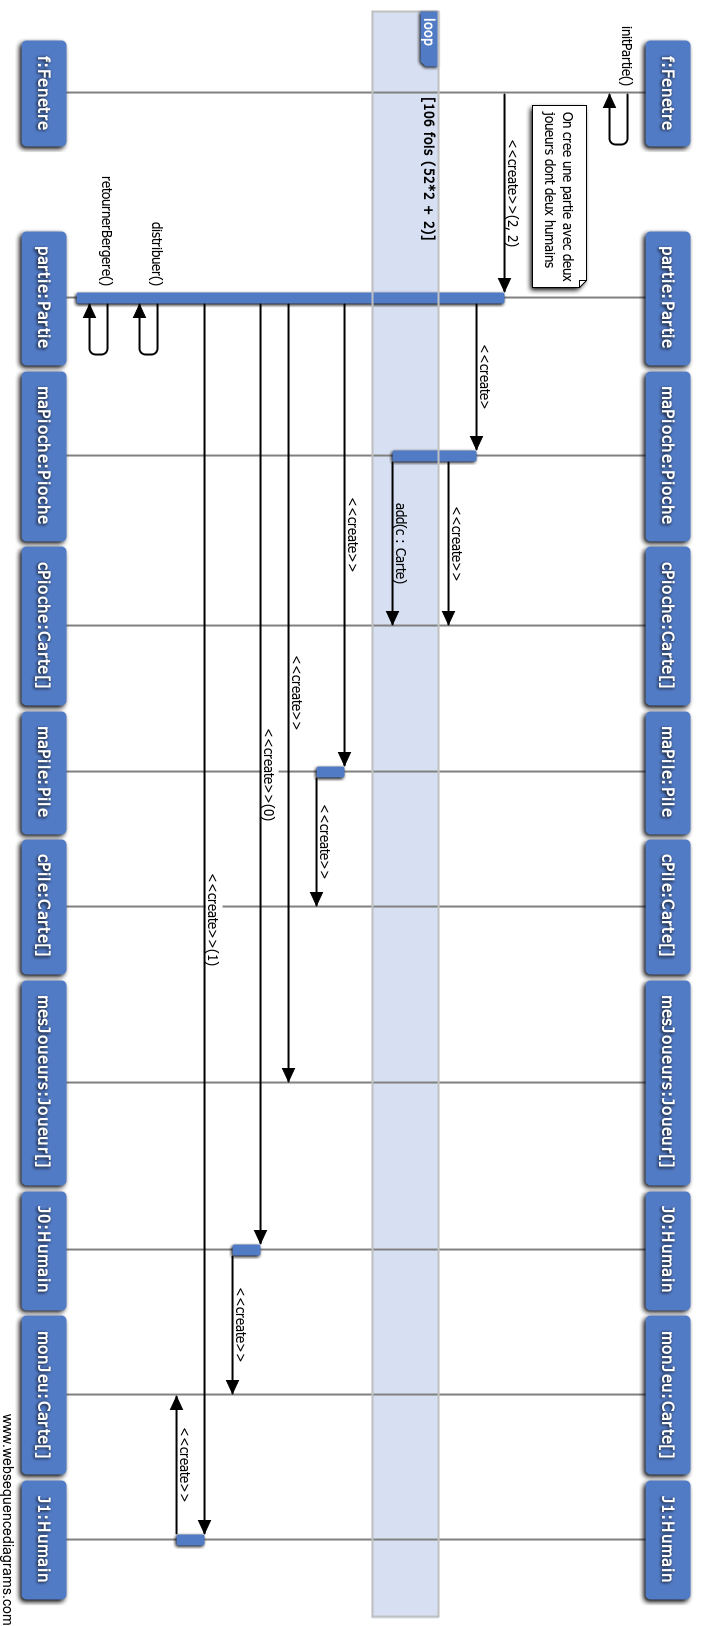 f:Fenetre
partie:Partie
maPioche:Pioche
cPioche:Carte[]
maPile:Pile
cPile:Carte[]
mesJoueurs:Joueur[]
J0:Humain
monJeu:Carte[]
J1:Humain
initPartie()
On cree une partie avec deux
joueurs dont deux humains
<<create>>(2, 2)
<<create>
<<create>>
loop
[106 fois (52*2 + 2)]
add(c : Carte)
<<create>>
<<create>>
<<create>>
<<create>>(0)
<<create>>
<<create>>(1)
<<create>>
distribuer()
retournerBergere()
f:Fenetre
partie:Partie
maPioche:Pioche
cPioche:Carte[]
maPile:Pile
cPile:Carte[]
mesJoueurs:Joueur[]
J0:Humain
monJeu:Carte[]
J1:Humain
www.websequencediagrams.com